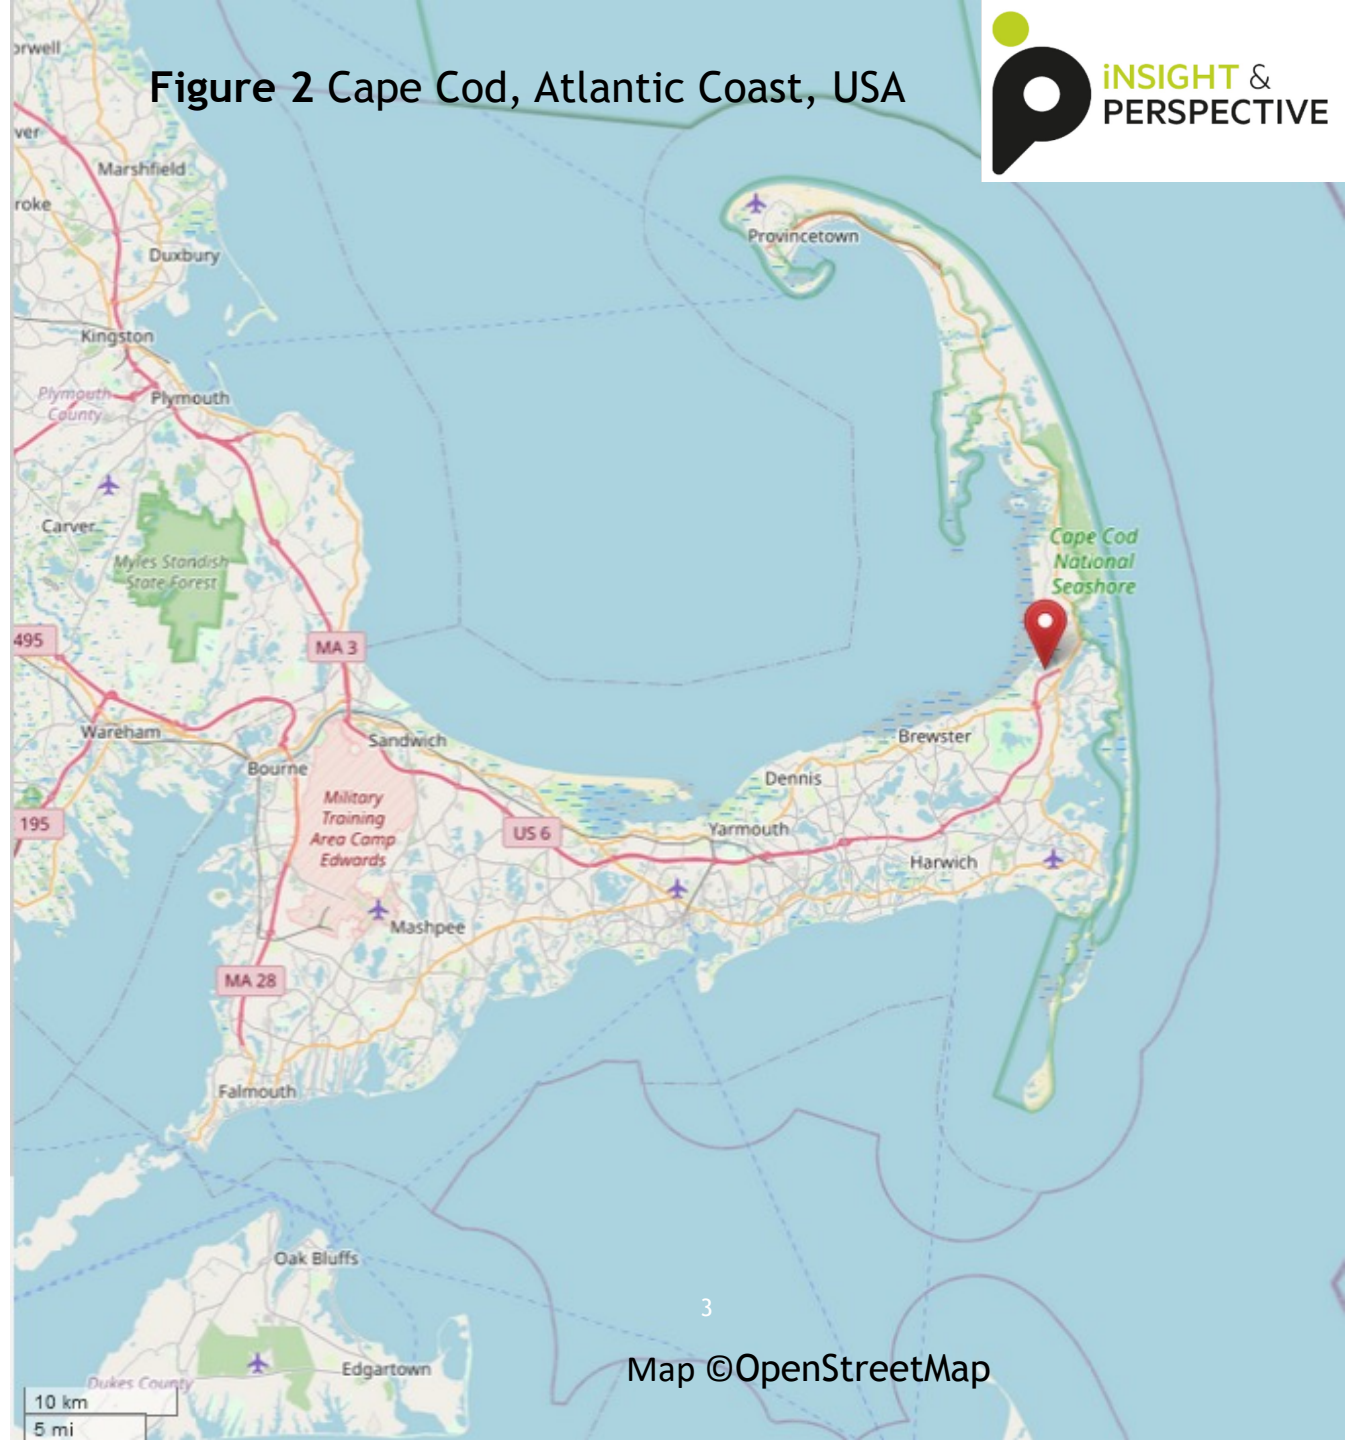 orwell
Figure 2 Cape Cod, Atlantic Coast, USA
iNSIGHT &
PERSPECTIVE
ver
Marshfield
roke
Provincetown
Duxbury
Kingston
Plymouth
County
Plymouth
Carver
Cape Cod
National
Seashore
Myles Standish
State Forest
495
MA 3
Wareham
Sandwich
Brewster
Bourne
Dennis
Military
Training
Area Camp
Edwards
195
US 6
Yarmouth
Harwich
Mashpee
MA 28
Falmouth
Oak Bluffs
3
Edgartown
Map ©OpenStreetMap
Dukes County
10 km
5 mi